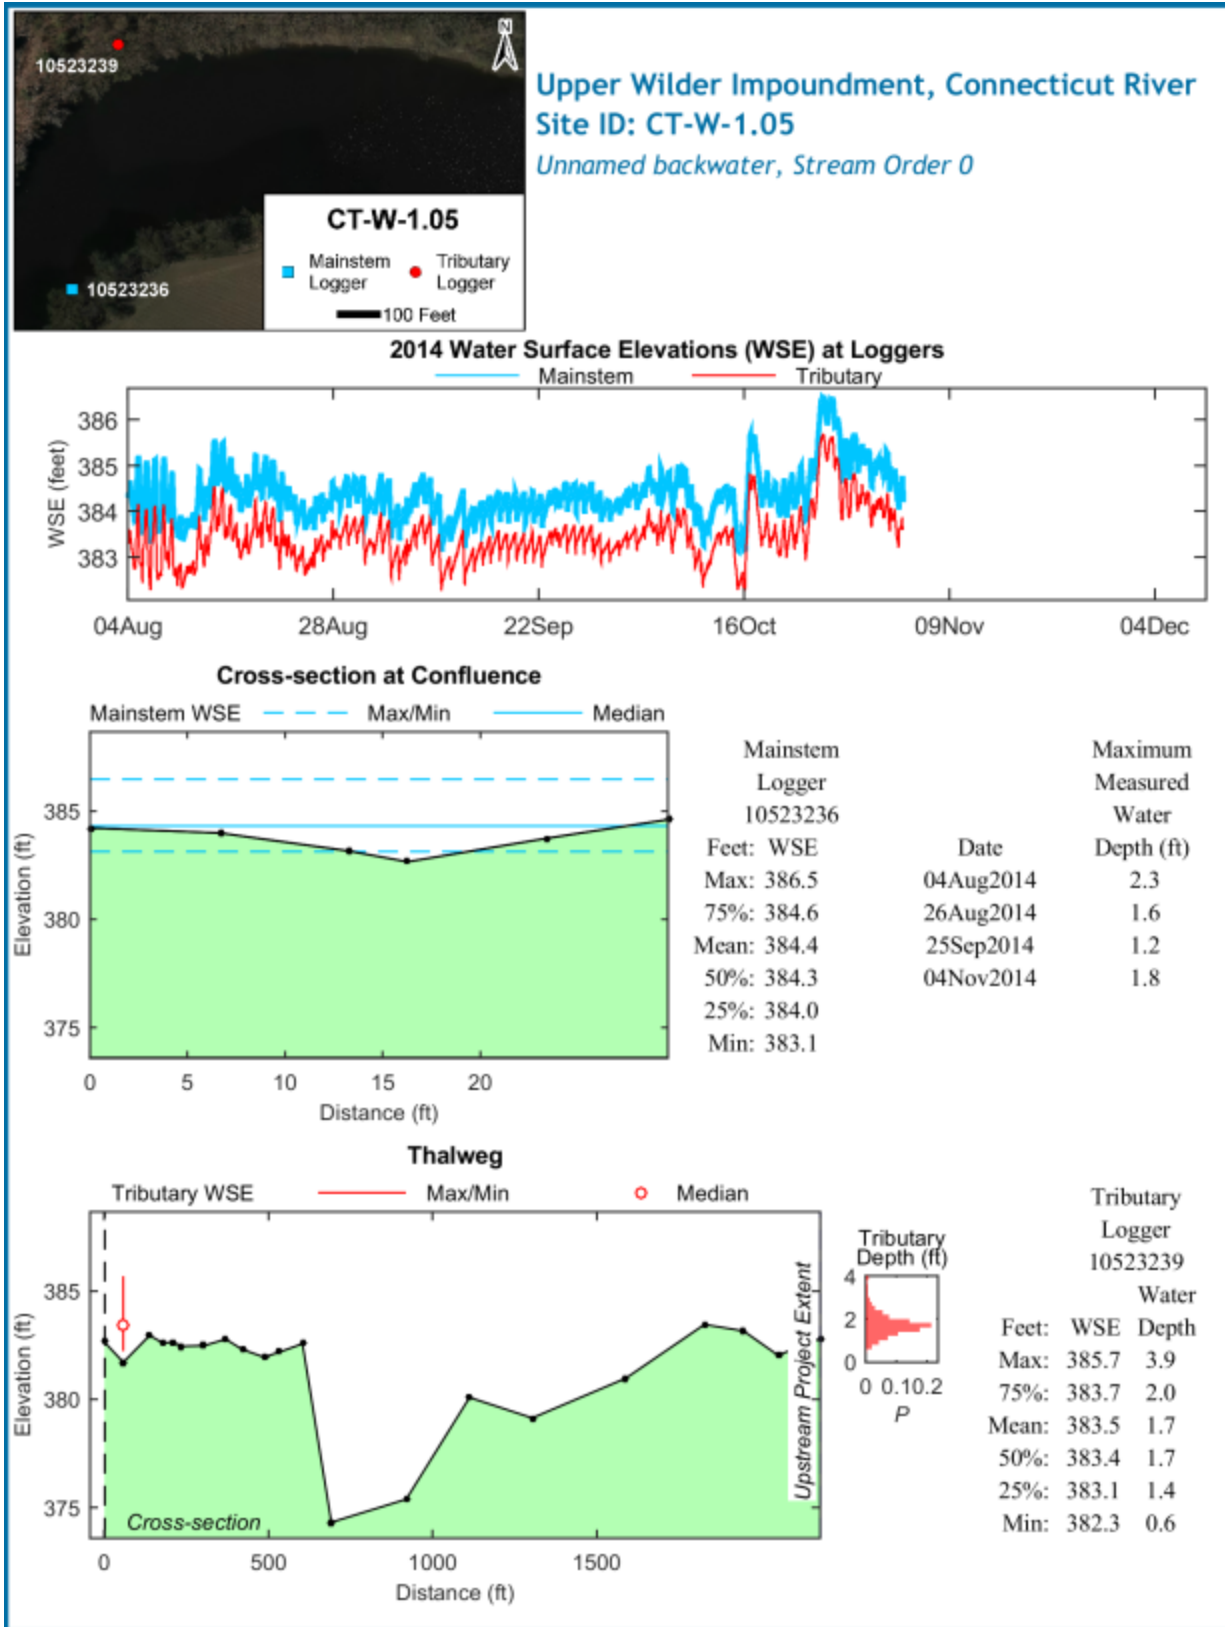 N
10523239
10523236
CT-W-1.05
Mainstem Logger
Tributary Logger
100 Feet
Upper Wilder Impoundment, Connecticut River
Site ID: CT-W-1.05
Unnamed backwater, Stream Order 0
2014 Water Surface Elevations (WSE) at Loggers
Mainstem Tributary
WSE (feet)
386
385
384
383
04Aug 28Aug 22Sep 16Oct 09Nov 04Dec
Cross-section at Confluence
Mainstem WSE Max/Min Median
Elevation (ft)
385
380
375
0 5 10 15 20
Distance (ft)
Mainstem
Logger
10523236
Feet: WSE
Max: 386.5
75%: 384.6
Mean: 384.4
50%: 384.3
25%: 384.0
Min: 383.1
Maximum
Measured
Water
Date Depth (ft)
04Aug2014 2.3
26Aug2014 1.6
25Sep2014 1.2
04Nov2014 1.8
Thalweg
Tributary WSE Max/Min Median
Elevation (ft)
385
380
375
Cross-section
Upstream Project Extent
0 500 1000 1500
Distance (ft)
Tributary
Depth (ft)
4
2
0
0 0.1 0.2
P
Tributary
Logger
10523239
Water
Feet: WSE Depth
Max: 385.7 3.9
75%: 383.7 2.0
Mean: 383.5 1.7
50%: 383.4 1.7
25%: 383.1 1.4
Min: 382.3 0.6